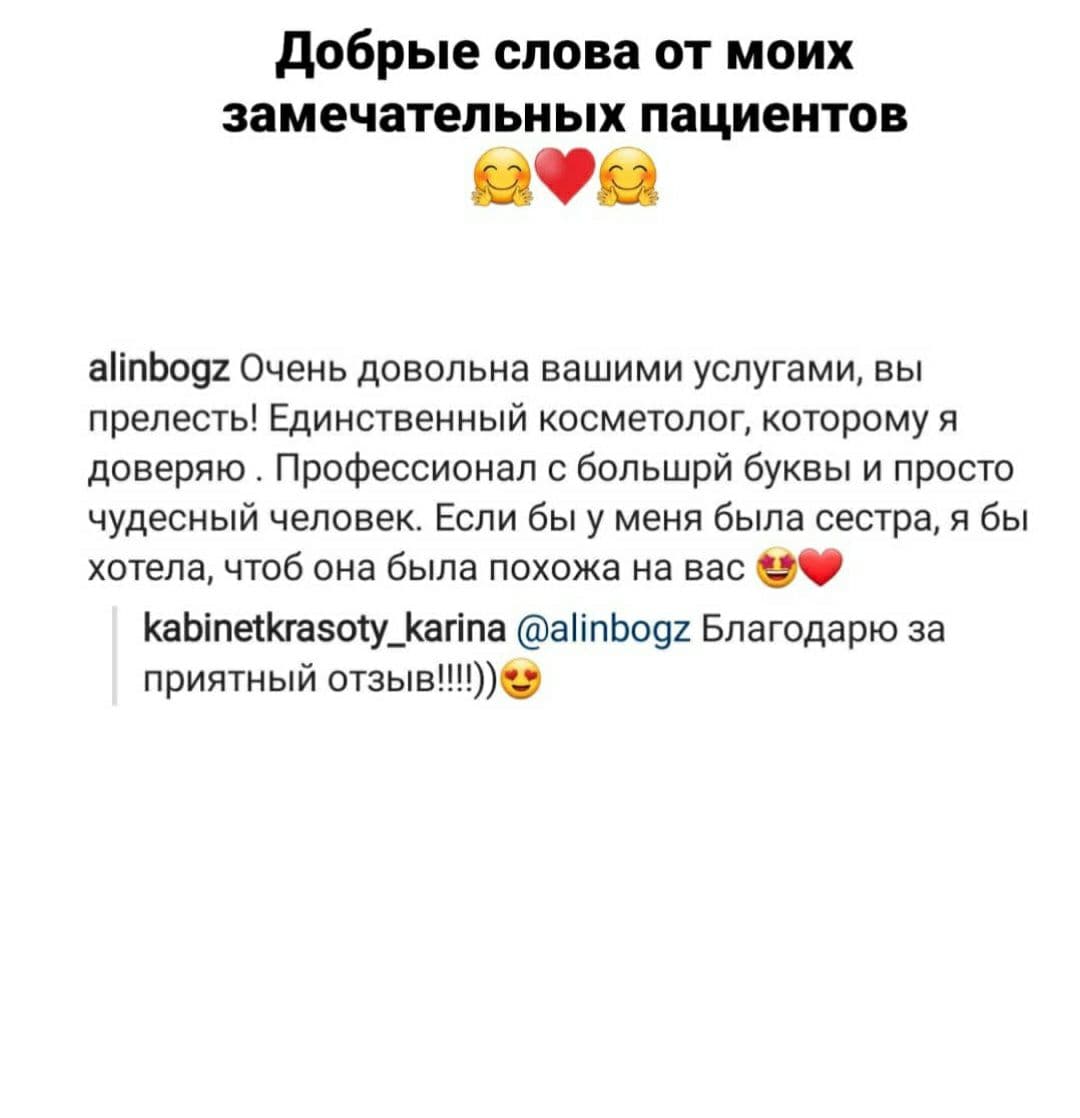 Добрые слова от моих
замечательных пациентов
🤗♥️🤗
alinbogz Очень довольна вашими услугами, вы
прелесть! Единственный косметолог, которому я
доверяю . Профессионал с большрй буквы и просто
чудесный человек. Если бы у меня была сестра, я бы
хотела, чтоб она была похожа на вас 🤩❤️
kabinetkrasoty_karina @alinbogz Благодарю за
приятный отзыв!!!!))😍